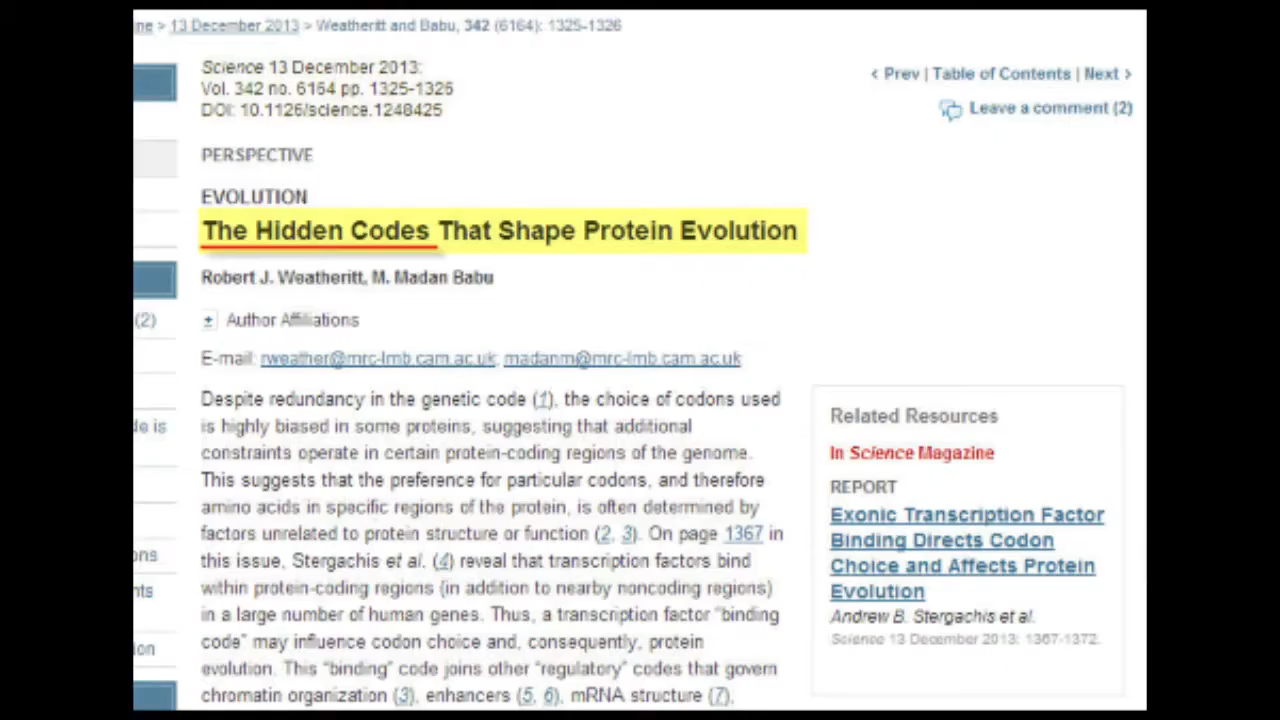 ne > 13 December 2013 > Weatheritt and Babu, 342 (6164): 1325-1326
Science 13 December 2013:
Vol. 342 no. 6164 pp. 1325-1326
DOI: 10.1126/science.1248425
< Prev | Table of Contents | Next >
Leave a comment (2)
PERSPECTIVE
EVOLUTION
The Hidden Codes That Shape Protein Evolution
Robert J. Weatheritt, M. Madan Babu
+ Author Affiliations
E-mail: rweather@mrc-lmb.cam.ac.uk; madanm@mrc-lmb.cam.ac.uk
Despite redundancy in the genetic code (1), the choice of codons used
is highly biased in some proteins, suggesting that additional
constraints operate in certain protein-coding regions of the genome.
This suggests that the preference for particular codons, and therefore
amino acids in specific regions of the protein, is often determined by
factors unrelated to protein structure or function (2, 3). On page 1367 in
this issue, Stergachis et al. (4) reveal that transcription factors bind
within protein-coding regions (in addition to nearby noncoding regions)
in a large number of human genes. Thus, a transcription factor "binding
code" may influence codon choice and, consequently, protein
evolution. This "binding" code joins other "regulatory" codes that govern
chromatin organization (3), enhancers (5, 6), mRNA structure (7),
Related Resources
In Science Magazine
REPORT
Exonic Transcription Factor
Binding Directs Codon
Choice and Affects Protein
Evolution
Andrew B. Stergachis et al.
Science 13 December 2013: 1367-1372.
(2)
de is
ons
nts
ion